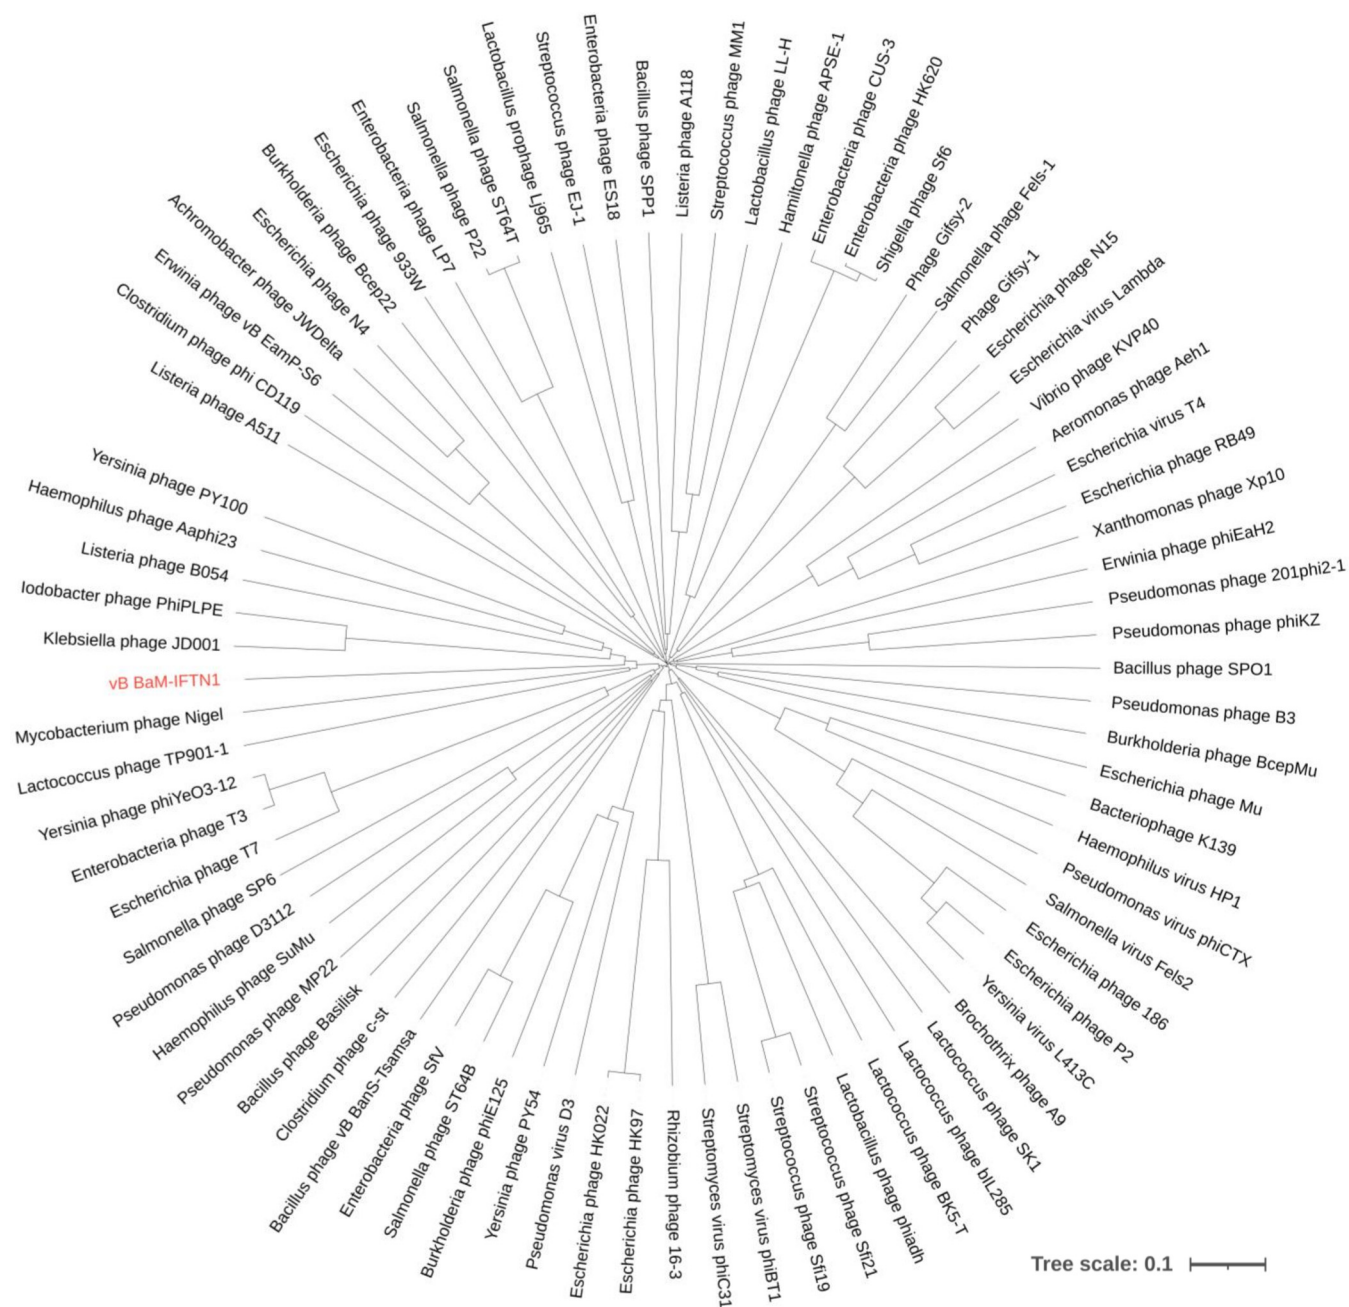 Listeria phage A118
Streptococcus phage MM1
Lactobacillus phage LL-H
Hamiltonella phage APSE-1
Enterobacteria phage CUS-3
Enterobacteria phage HK620
Shigella phage Sf6
Phage Gifsy-2
Salmonella phage Fels-1
Phage Gifsy-1
Escherichia phage N15
Escherichia virus Lambda
Vibrio phage KVP40
Aeromonas phage Aeh1
Escherichia virus T4
Escherichia phage RB49
Xanthomonas phage Xp10
Erwinia phage phiEaH2
Pseudomonas phage 201phi2-1
Pseudomonas phage phiKZ
Bacillus phage SPO1
Pseudomonas phage B3
Burkholderia phage BcepMu
Escherichia phage Mu
Bacteriophage K139
Haemophilus virus HP1
Pseudomonas virus phiCTX
Salmonella virus Fels2
Escherichia phage 186
Escherichia phage P2
Yersinia virus L413C
Brochothrix phage A9
Lactococcus phage SK1
Lactococcus phage bIL285
Lactococcus phage BK5-T
Lactobacillus phage phiadh
Streptococcus phage Sfi21
Streptococcus phage Sfi19
Streptomyces virus phiBT1
Streptomyces virus phiC31
Rhizobium phage 16-3
Escherichia phage HK97
Escherichia phage HK022
Pseudomonas virus D3
Yersinia phage PY54
Burkholderia phage phiE125
Salmonella phage ST64B
Enterobacteria phage SfV
Bacillus phage vB BanS-Tsamsa
Clostridium phage c-st
Bacillus phage Basilisk
Pseudomonas phage MP22
Haemophilus phage SuMu
Pseudomonas phage D3112
Salmonella phage SP6
Escherichia phage T7
Enterobacteria phage T3
Yersinia phage phiYeO3-12
Lactococcus phage TP901-1
Mycobacterium phage Nigel
vB BaM-IFTN1
Klebsiella phage JD001
Iodobacter phage PhiPLPE
Listeria phage B054
Haemophilus phage Aaphi23
Yersinia phage PY100
Listeria phage A511
Clostridium phage phi CD119
Erwinia phage vB EamP-S6
Achromobacter phage JWDelta
Escherichia phage N4
Burkholderia phage Bcep22
Escherichia phage 933W
Enterobacteria phage LP7
Salmonella phage P22
Salmonella phage ST64T
Lactobacillus prophage Lj965
Streptococcus phage EJ-1
Enterobacteria phage ES18
Bacillus phage SPP1
Tree scale: 0.1